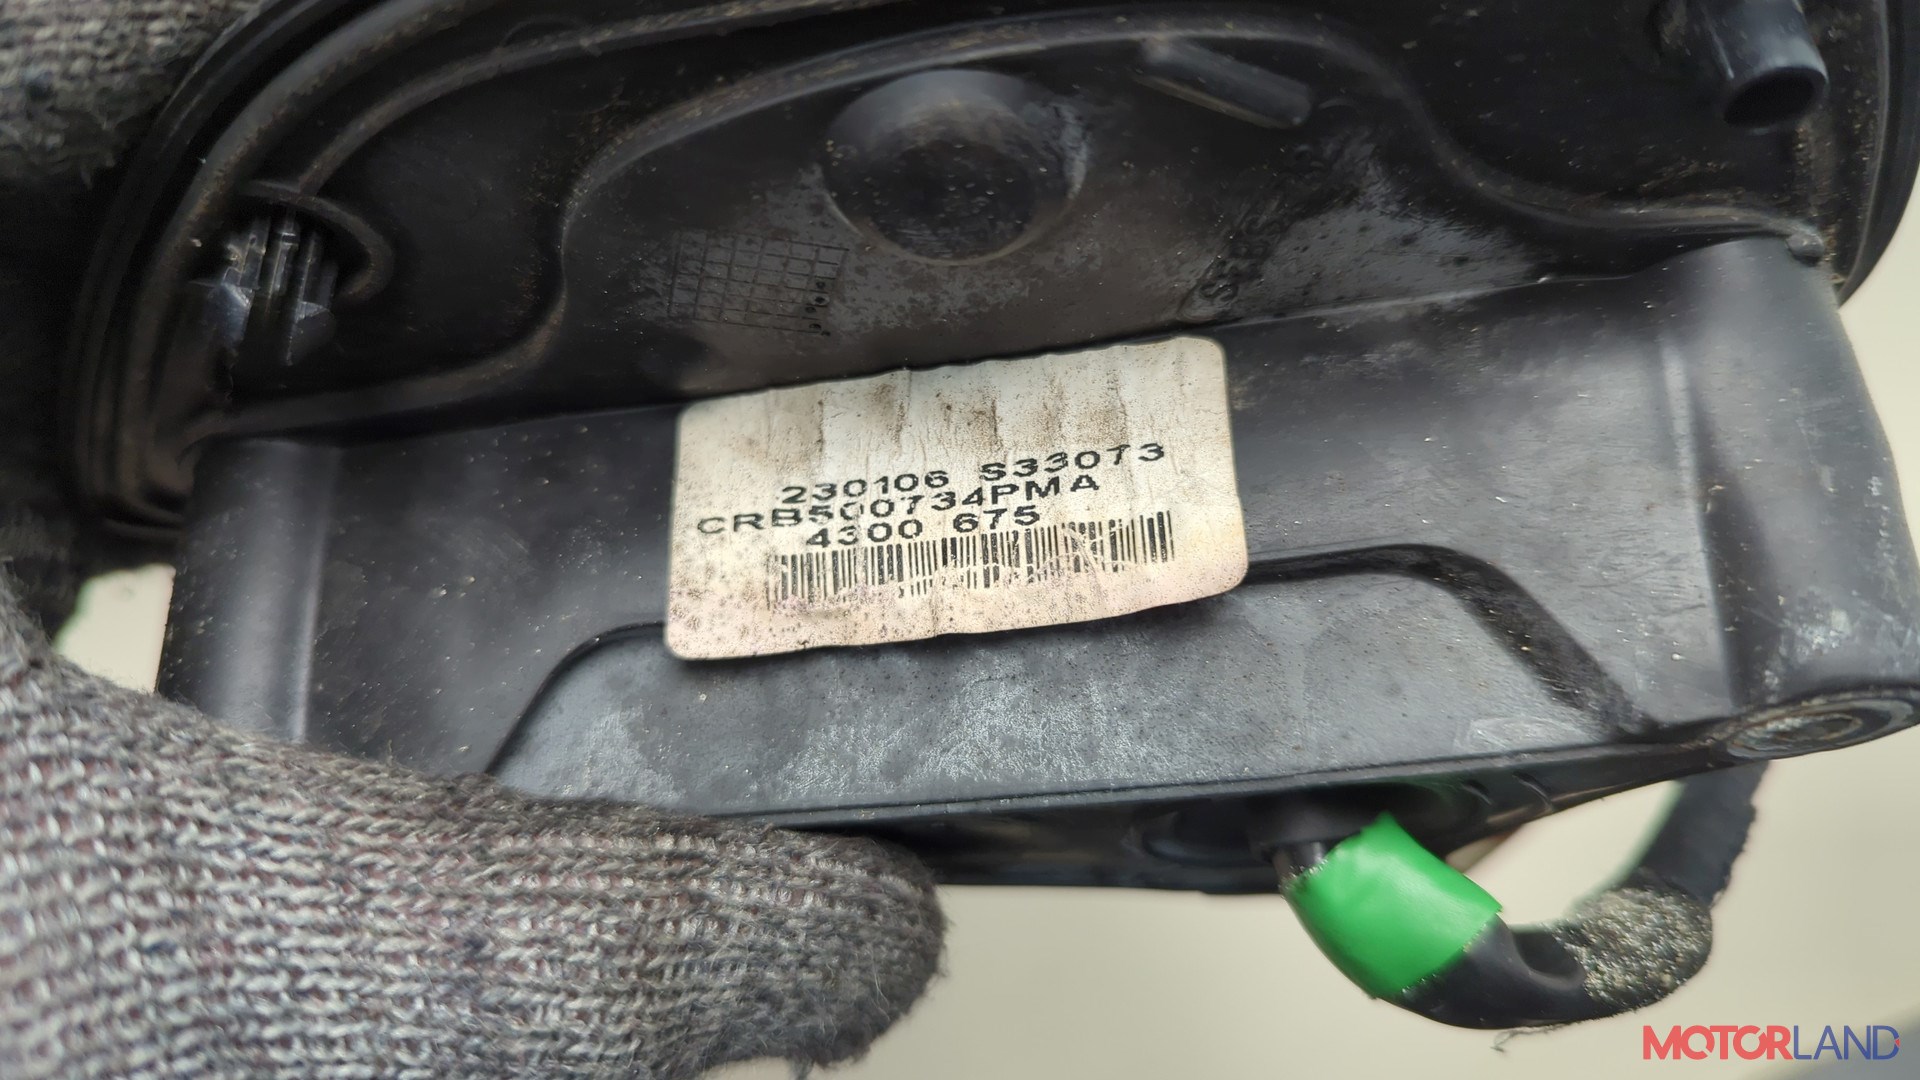 230106 S33073
CRB500734PMA
4300 675
MOTORLAND